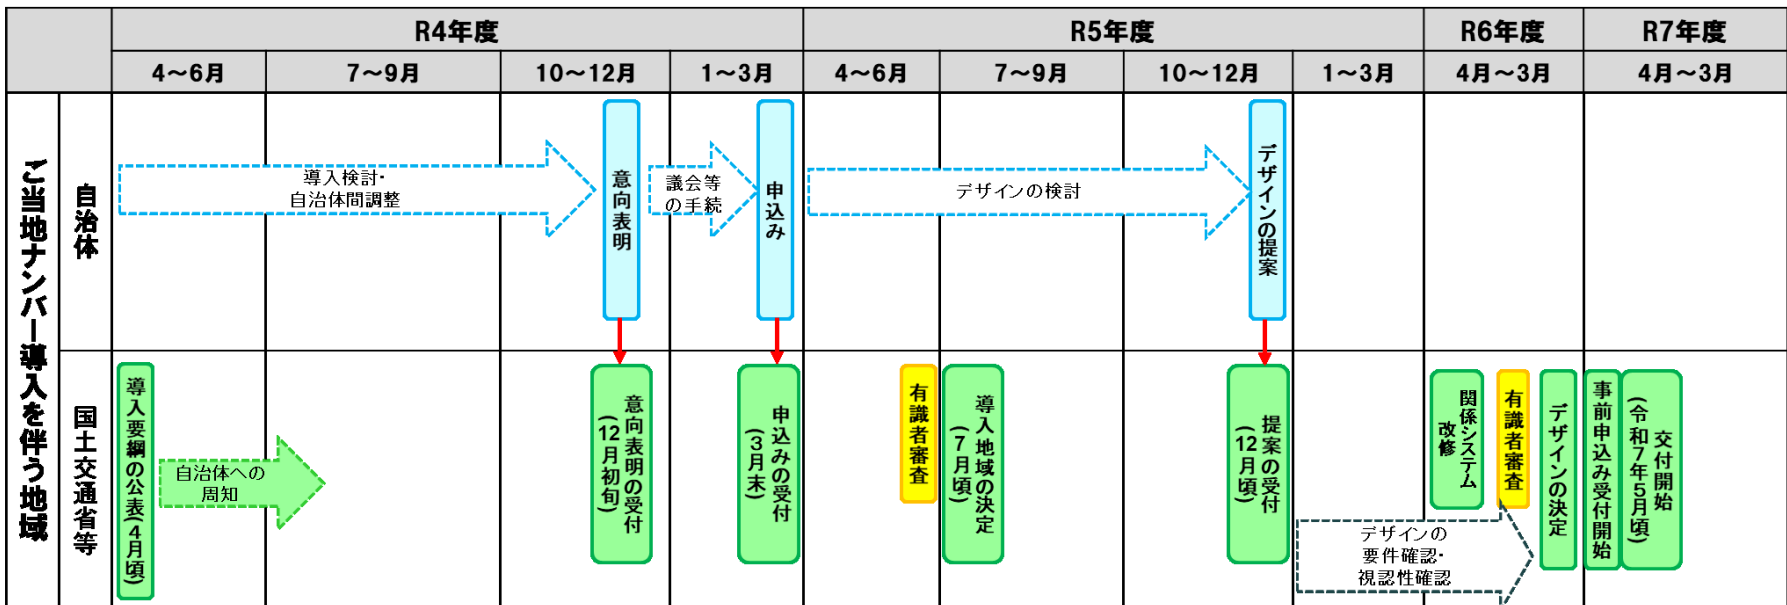 R4年度
R5年度
R6年度
R7年度
4～6月
7～9月
10～12月
1～3月
4～6月
7～9月
10～12月
1～3月
4月～3月
4月～3月
ご当地ナンバー導入を伴う地域
自治体
導入検討・
自治体間調整
意向表明
議会等
の手続
申込み
デザインの検討
デザインの提案
国土交通省等
導入要綱の公表(4月頃)
自治体への
周知
意向表明の受付
(12月初旬)
申込みの受付
(3月末)
有識者審査
導入地域の決定
(7月頃)
提案の受付
(12月頃)
デザインの
要件確認・
視認性確認
関係システム
改修
有識者審査
デザインの決定
事前申込み受付開始
交付開始
(令和7年5月頃)